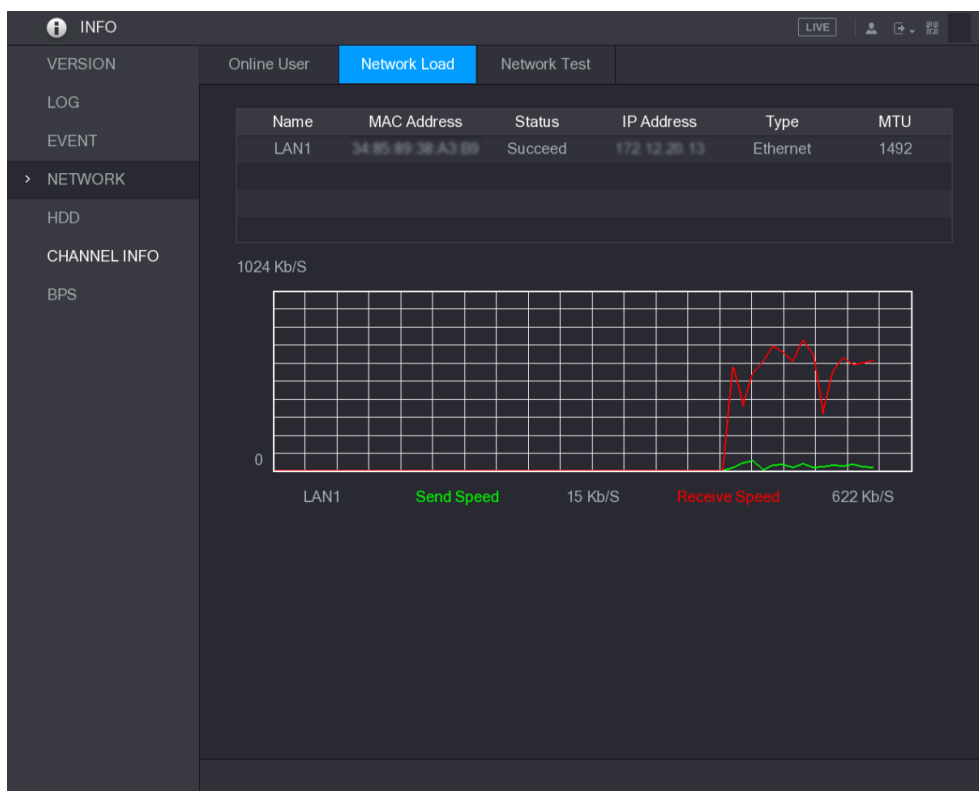 INFO LIVE
VERSION
LOG
EVENT
> NETWORK
HDD
CHANNEL INFO
BPS
Online User Network Load Network Test
Name MAC Address Status IP Address Type MTU
LAN1 Succeed Ethernet 1492
1024 Kb/S
0
LAN1 Send Speed 15 Kb/S Receive Speed 622 Kb/S